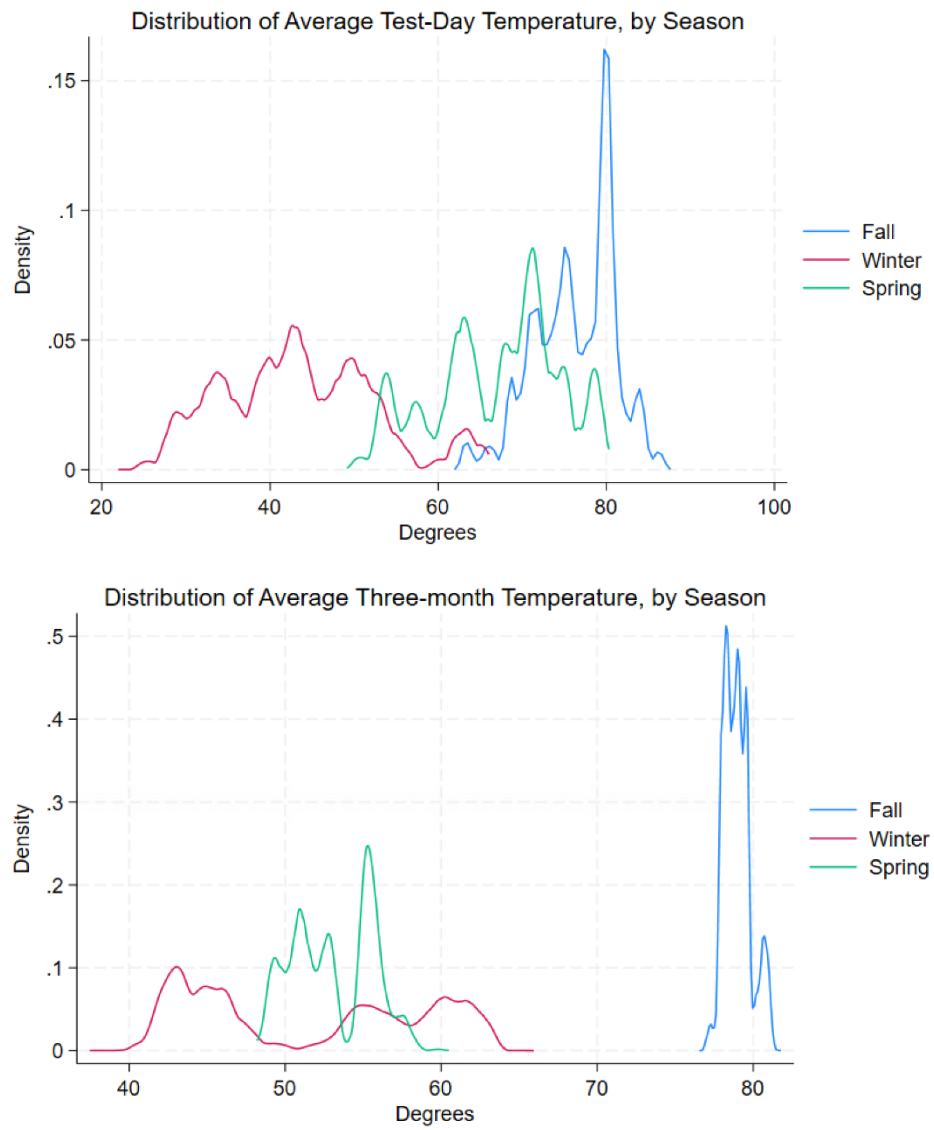 Distribution of Average Test-Day Temperature, by Season
.15
.1
.05
0
Density
20 40 60 80 100
Degrees
Fall
Winter
Spring
Distribution of Average Three-month Temperature, by Season
.5
.4
.3
.2
.1
0
Density
40 50 60 70 80
Degrees
Fall
Winter
Spring